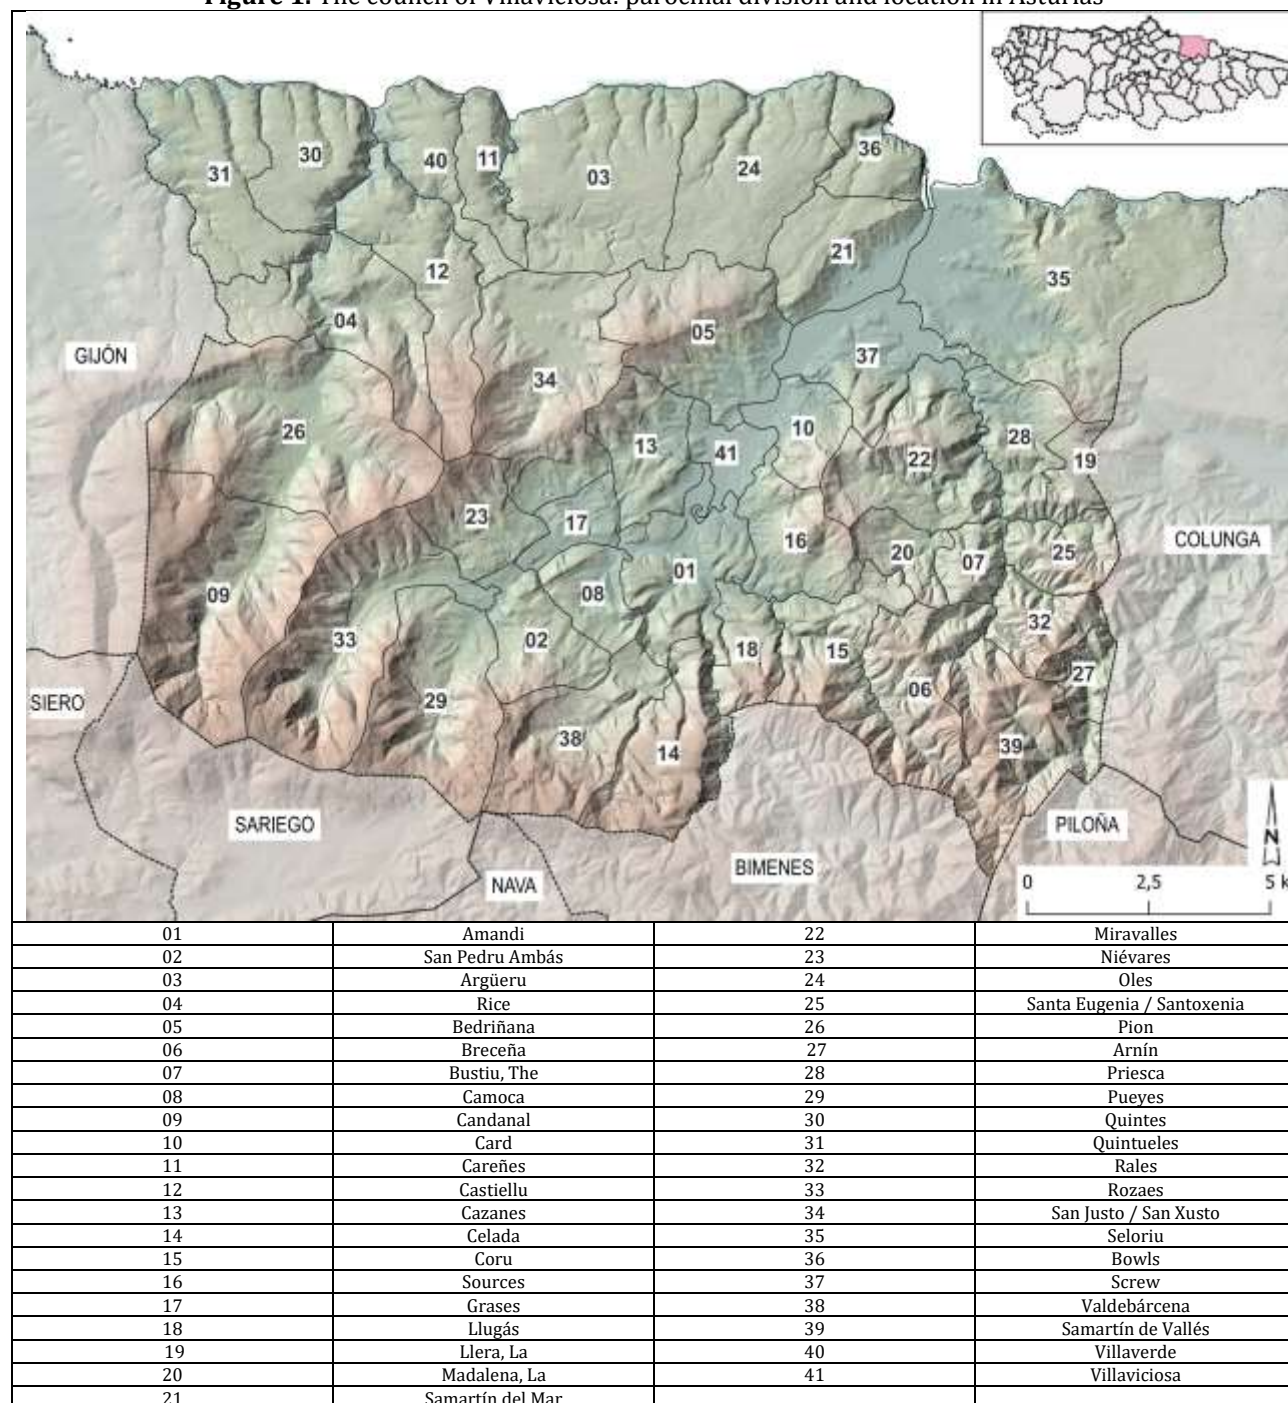 Figure 1. The council of Villaviciosa: parochial division and location in Asturias
36
30
40
11
31
03
24
21
12
35
04
05
GIJÓN
37
34
26
10
28
13
41
22
19
23
17
16
20
07
25
COLUNGA
01
09
08
33
02
32
18
15
27
SIERO
29
06
38
14
39
SARIEGO
PILOÑA
N
BIMENES
NAVA
0 2,5 5 k
01 Amandi 22 Miravalles
02 San Pedru Ambás 23 Niévares
03 Argüeru 24 Oles
04 Rice 25 Santa Eugenia / Santoxenia
05 Bedriñana 26 Pion
06 Breceña 27 Arnín
07 Bustiu, The 28 Priesca
08 Camoca 29 Pueyes
09 Candanal 30 Quintes
10 Card 31 Quintueles
11 Careñes 32 Rales
12 Castiellu 33 Rozaes
13 Cazanes 34 San Justo / San Xusto
14 Celada 35 Seloriu
15 Coru 36 Bowls
16 Sources 37 Screw
17 Grases 38 Valdebárcena
18 Llugás 39 Samartín de Vallés
19 Llera, La 40 Villaverde
20 Madalena, La 41 Villaviciosa
21 Samartín del Mar